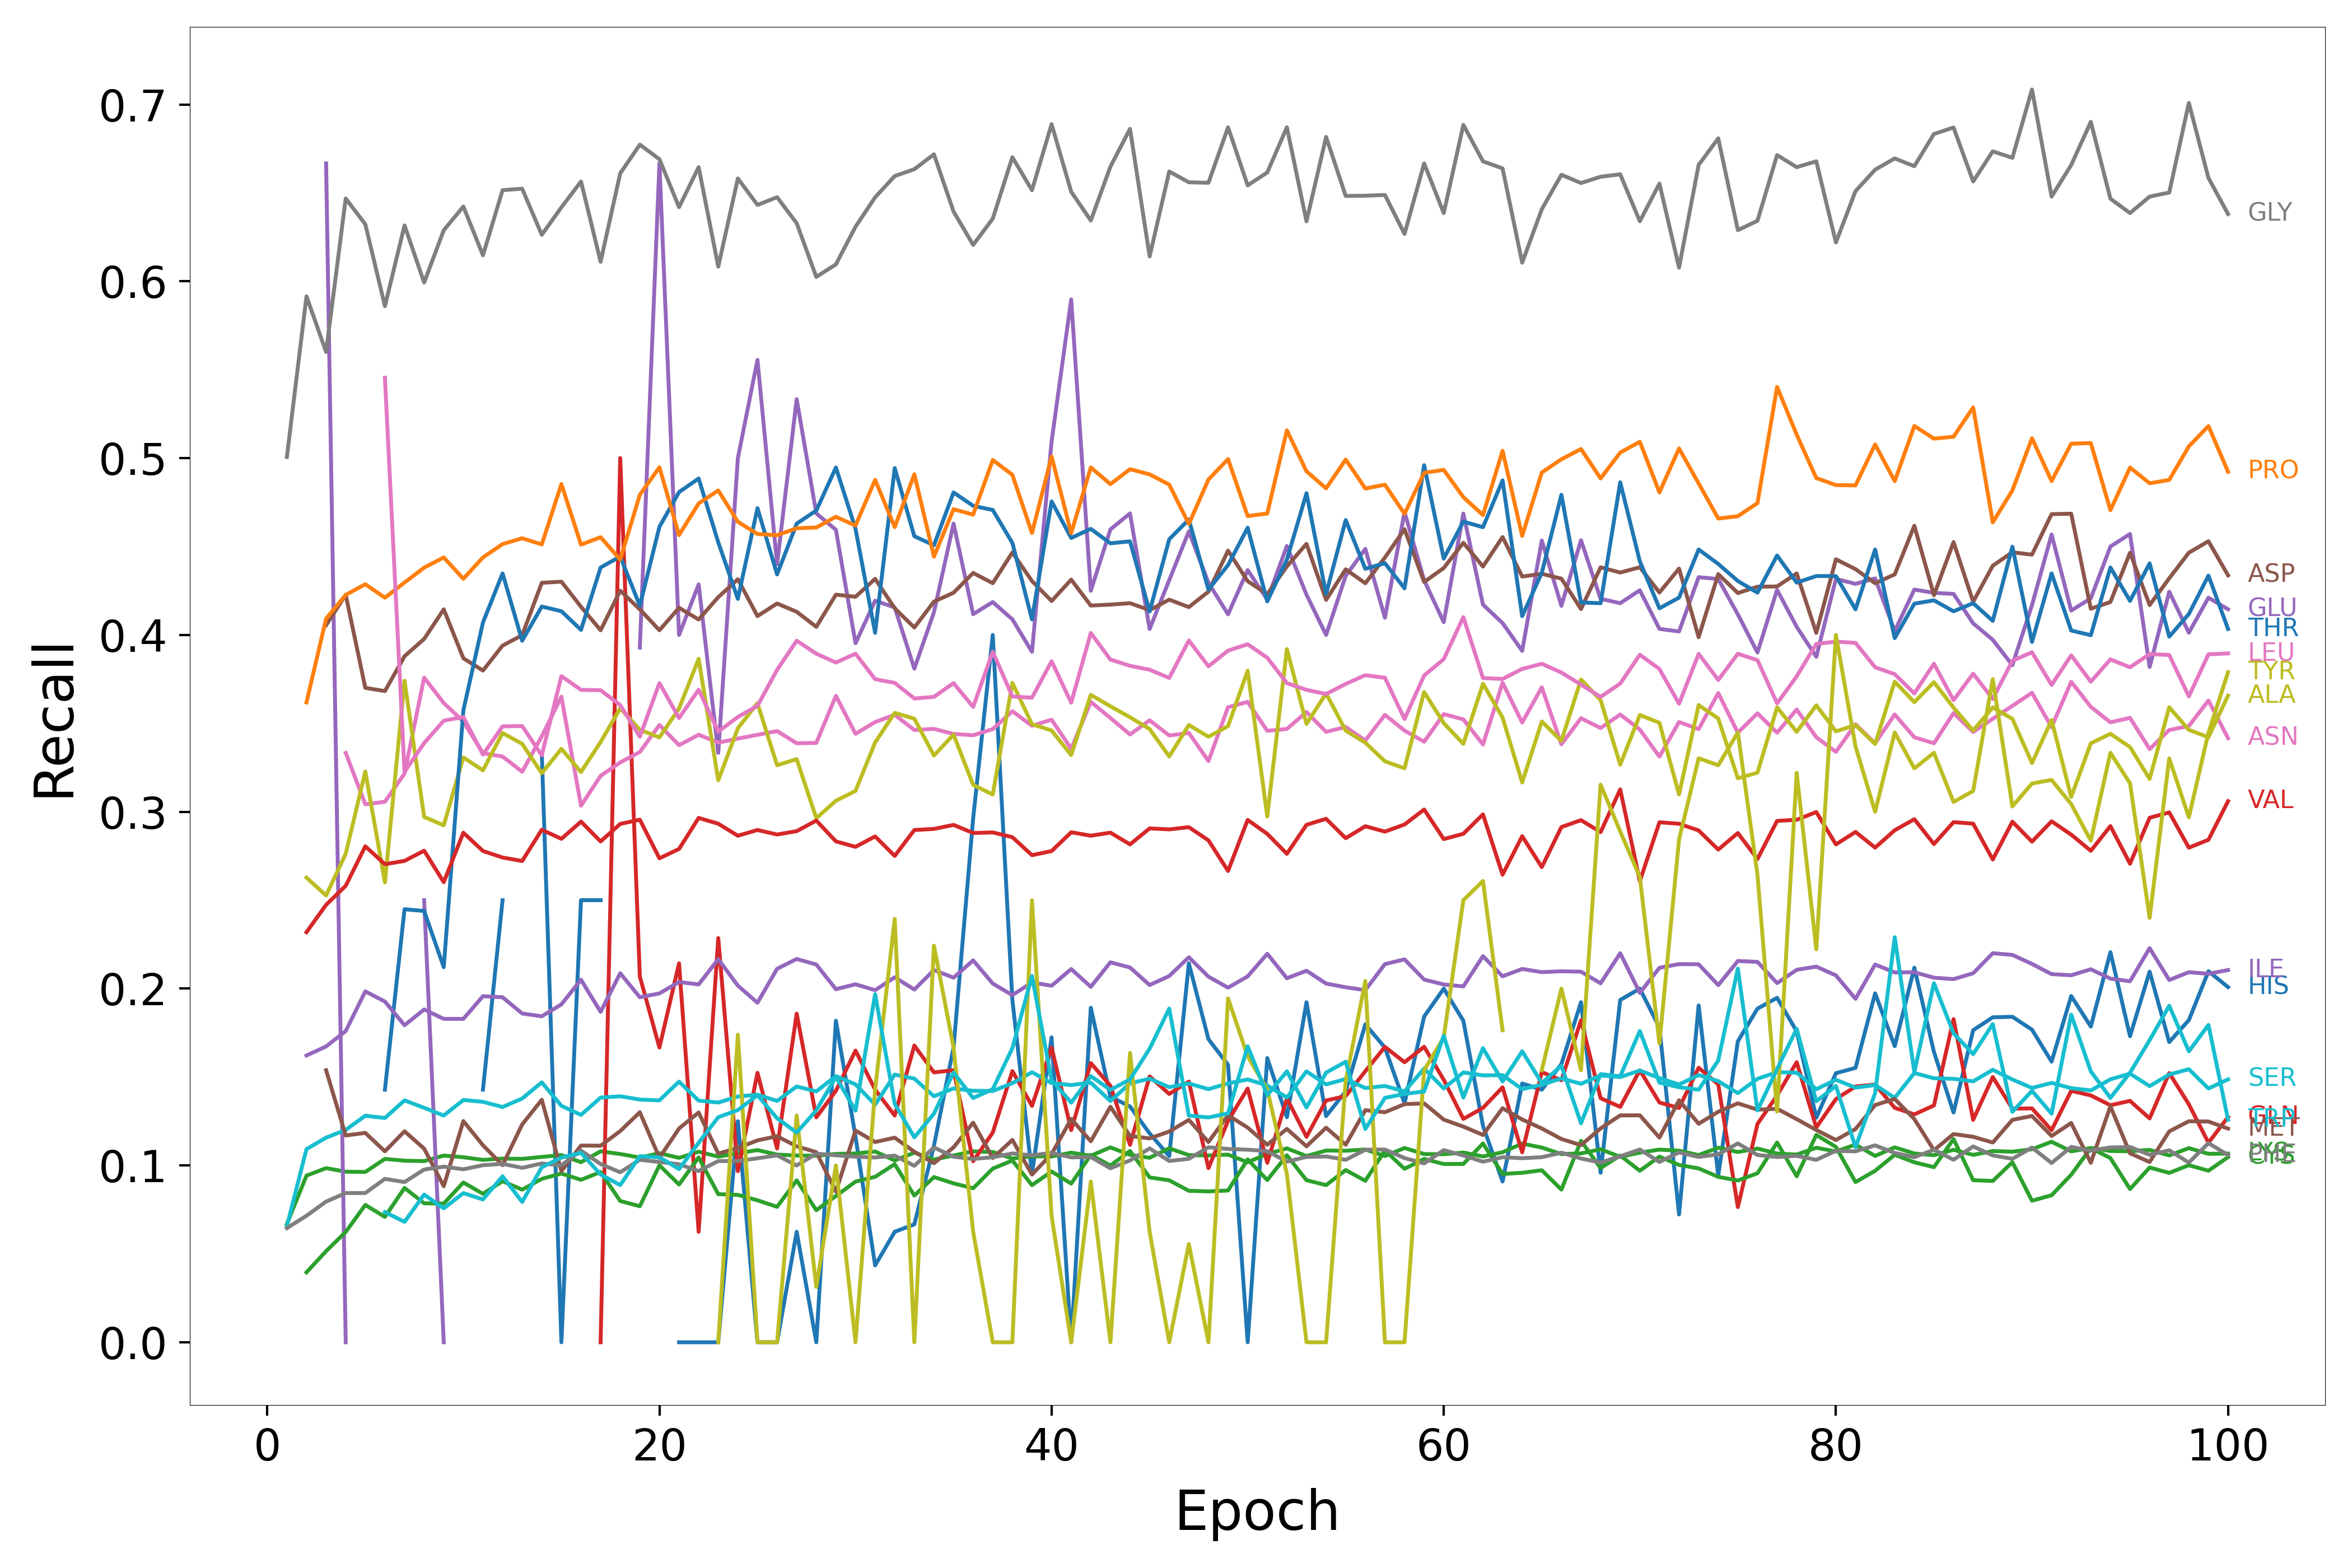 0.7
0.6
0.5
0.4
0.3
0.2
0.1
0.0
Recall
0
20
40
60
80
100
Epoch
GLY
PRO
ASP
GLU
THR
LEU
TYR
ALA
ASN
VAL
ILE
HIS
SER
GLN
TRP
MET